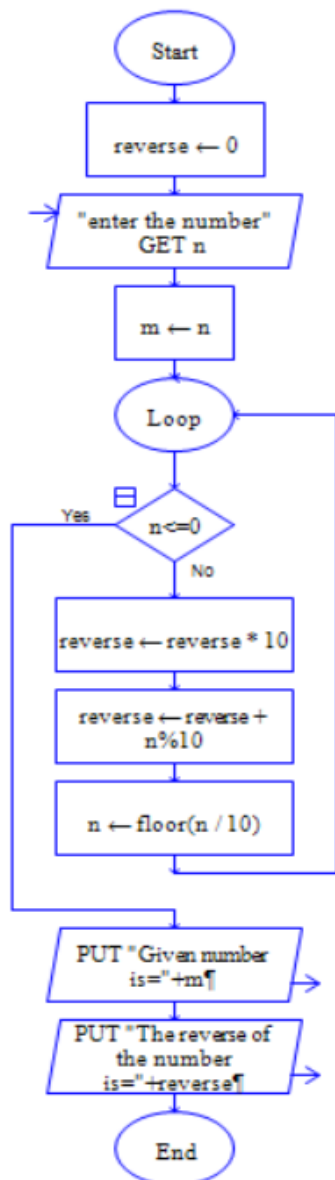 Start
reverse ← 0
"enter the number"
GET n
m ← n
Loop
Yes
n<=0
No
reverse ← reverse * 10
reverse ← reverse +
n%10
n ← floor(n / 10)
PUT "Given number
is="+m¶
PUT "The reverse of
the number
is="+reverse¶
End